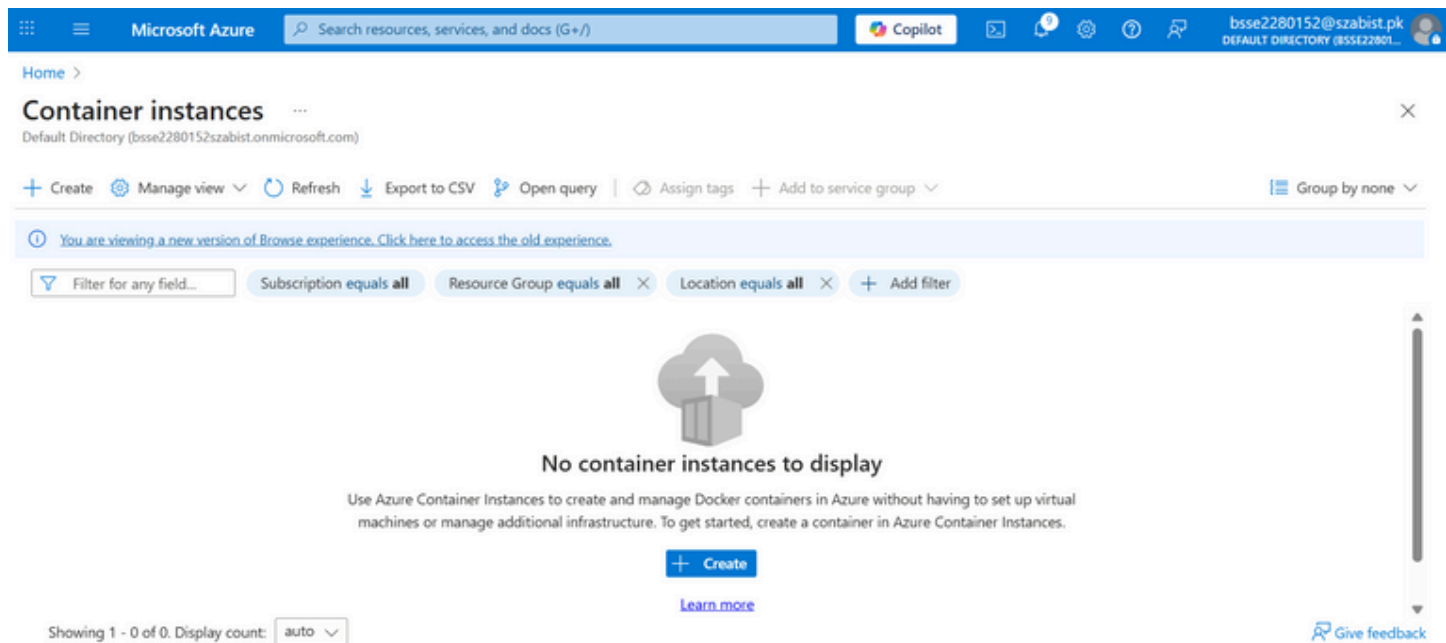 Microsoft Azure
Search resources, services, and docs (G+/)
Copilot
9
bsse2280152@szabist.pk
DEFAULT DIRECTORY (BSSE22801...
Home >
Container instances ...
Default Directory (bsse2280152szabist.onmicrosoft.com)
+ Create Manage view Refresh Export to CSV Open query | Assign tags + Add to service group Group by none
You are viewing a new version of Browse experience. Click here to access the old experience.
Filter for any field... Subscription equals all Resource Group equals all Location equals all + Add filter
No container instances to display
Use Azure Container Instances to create and manage Docker containers in Azure without having to set up virtual
machines or manage additional infrastructure. To get started, create a container in Azure Container Instances.
+ Create
Learn more
Showing 1 - 0 of 0. Display count: auto Give feedback